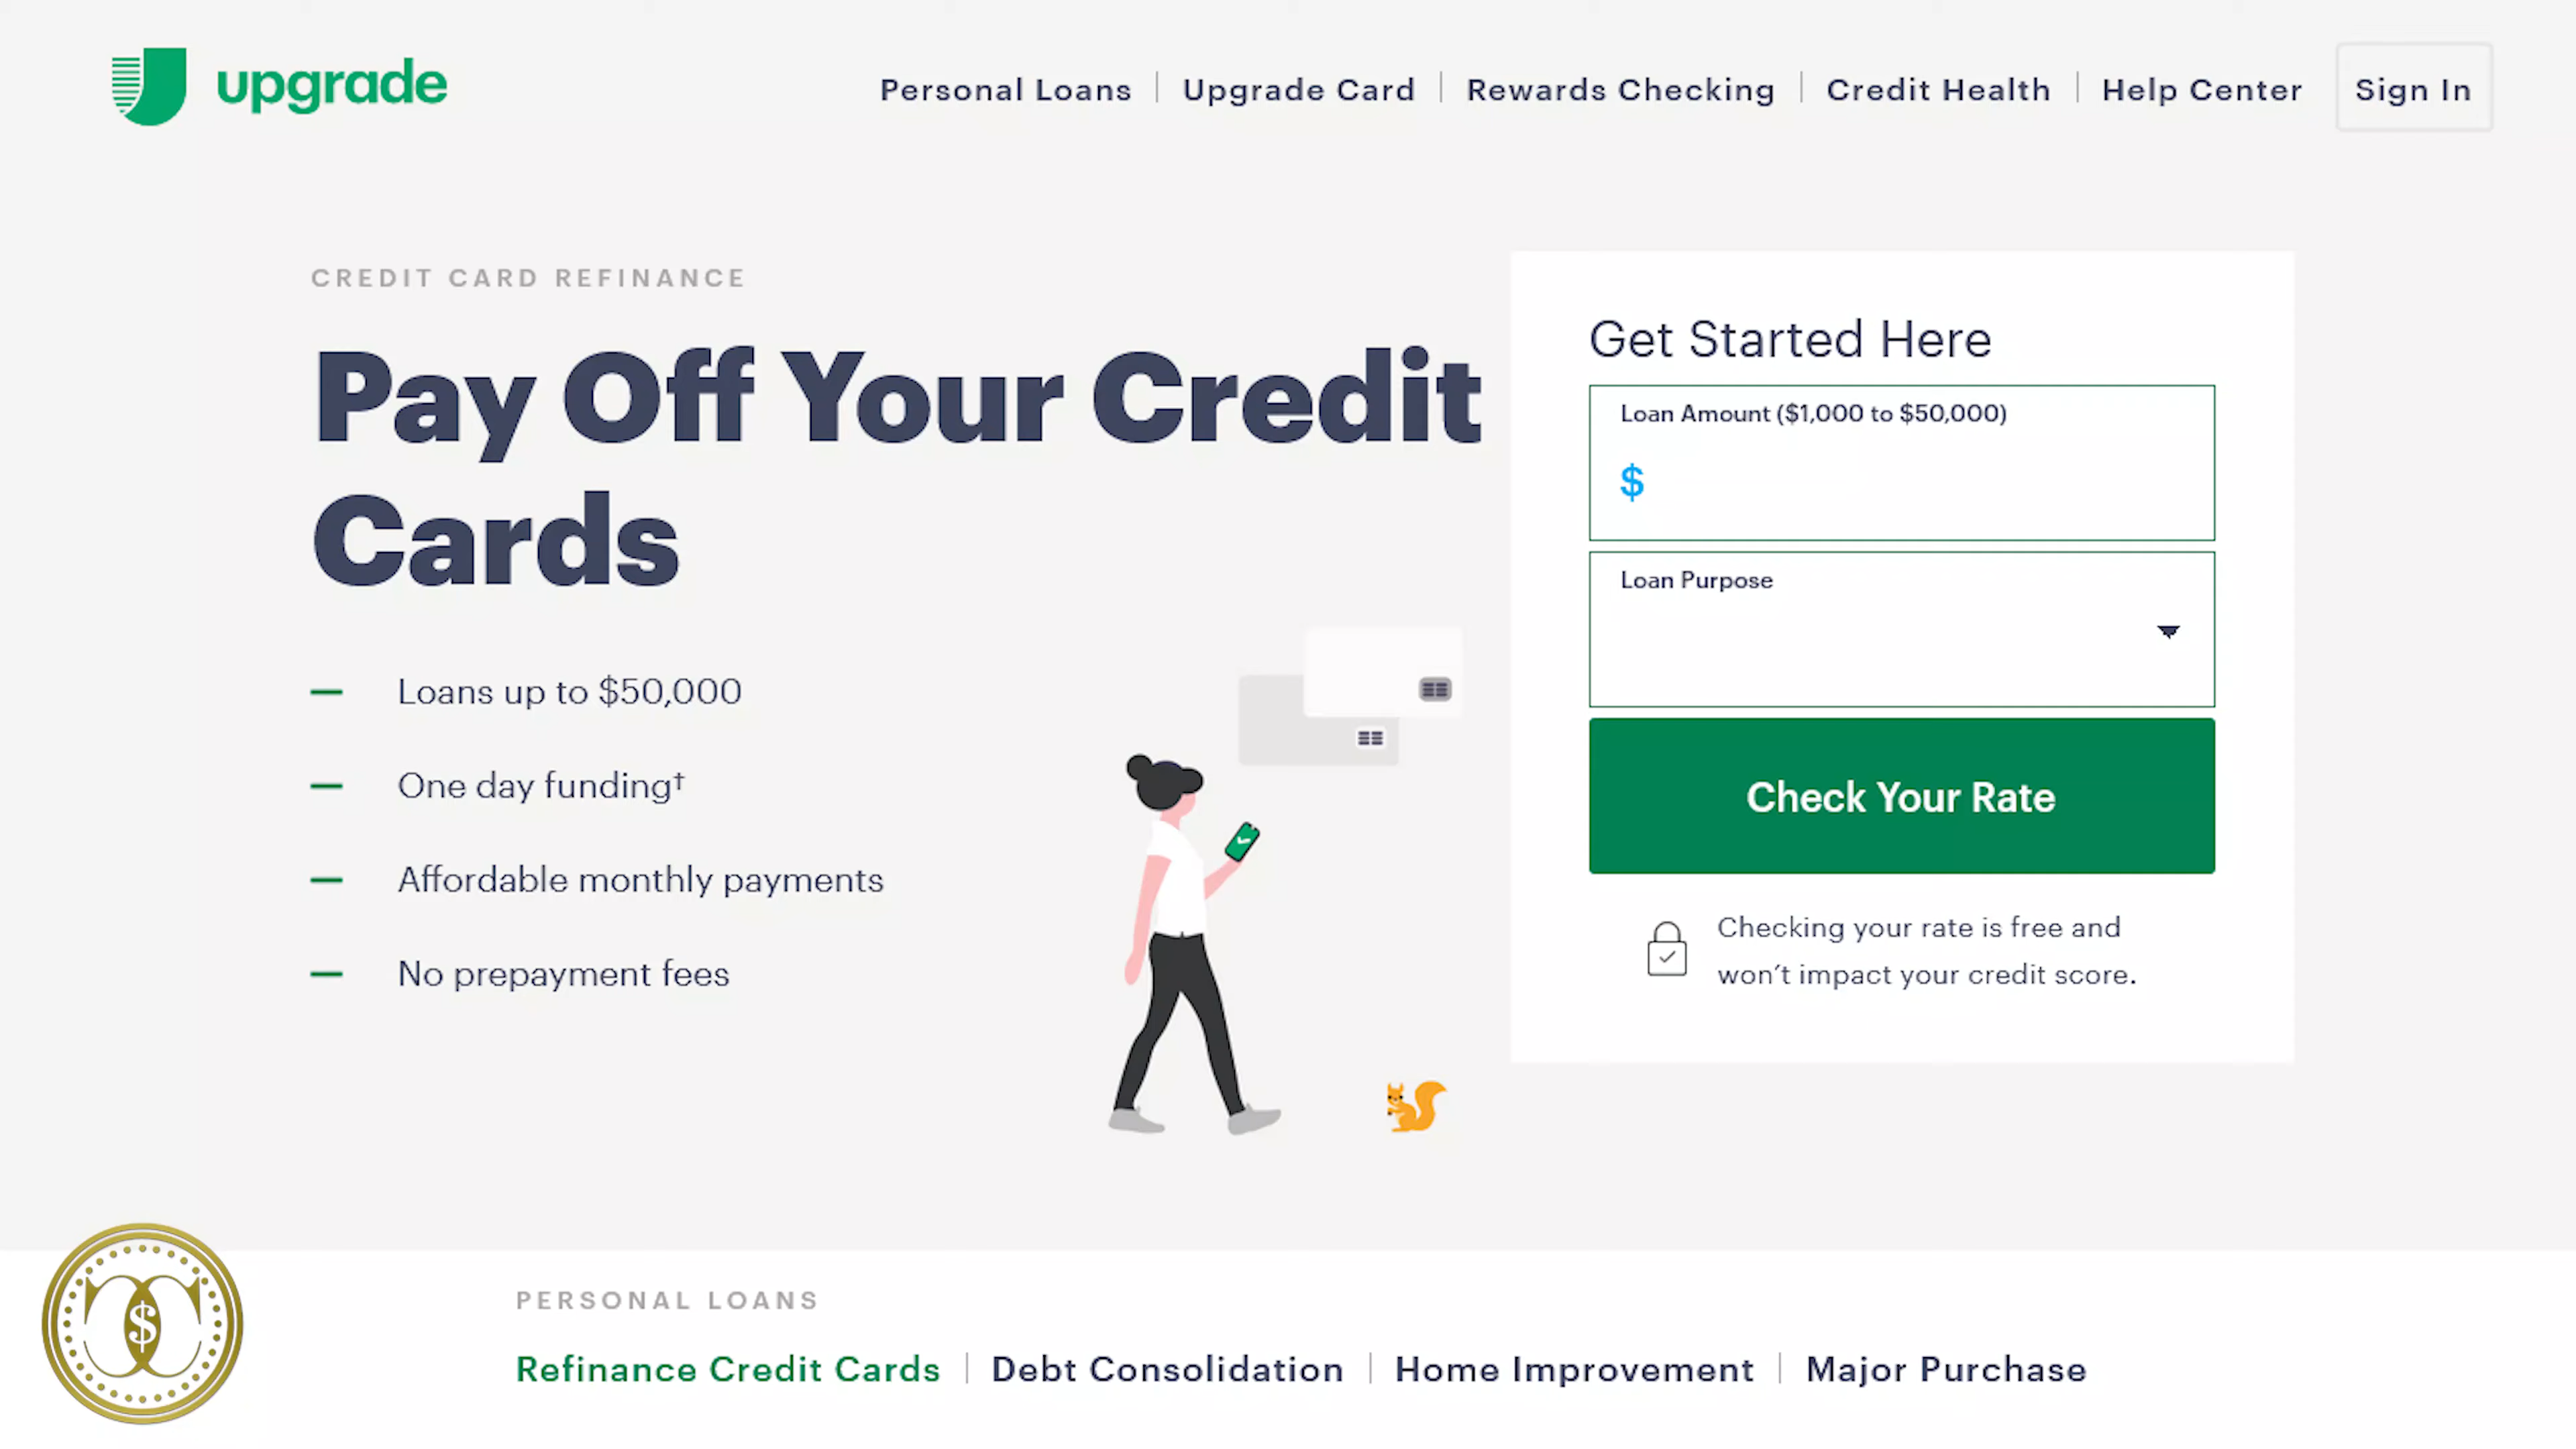 upgrade
Personal Loans
Upgrade Card
Rewards Checking
Credit Health
Help Center
Sign In
CREDIT CARD REFINANCE
Pay Off Your Credit
Cards
Loans up to $50,000
One day funding†
Affordable monthly payments
No prepayment fees
Get Started Here
Loan Amount ($1,000 to $50,000)
$
Loan Purpose
Check Your Rate
Checking your rate is free and
won't impact your credit score.
PERSONAL LOANS
Refinance Credit Cards
Debt Consolidation
Home Improvement
Major Purchase
C$C